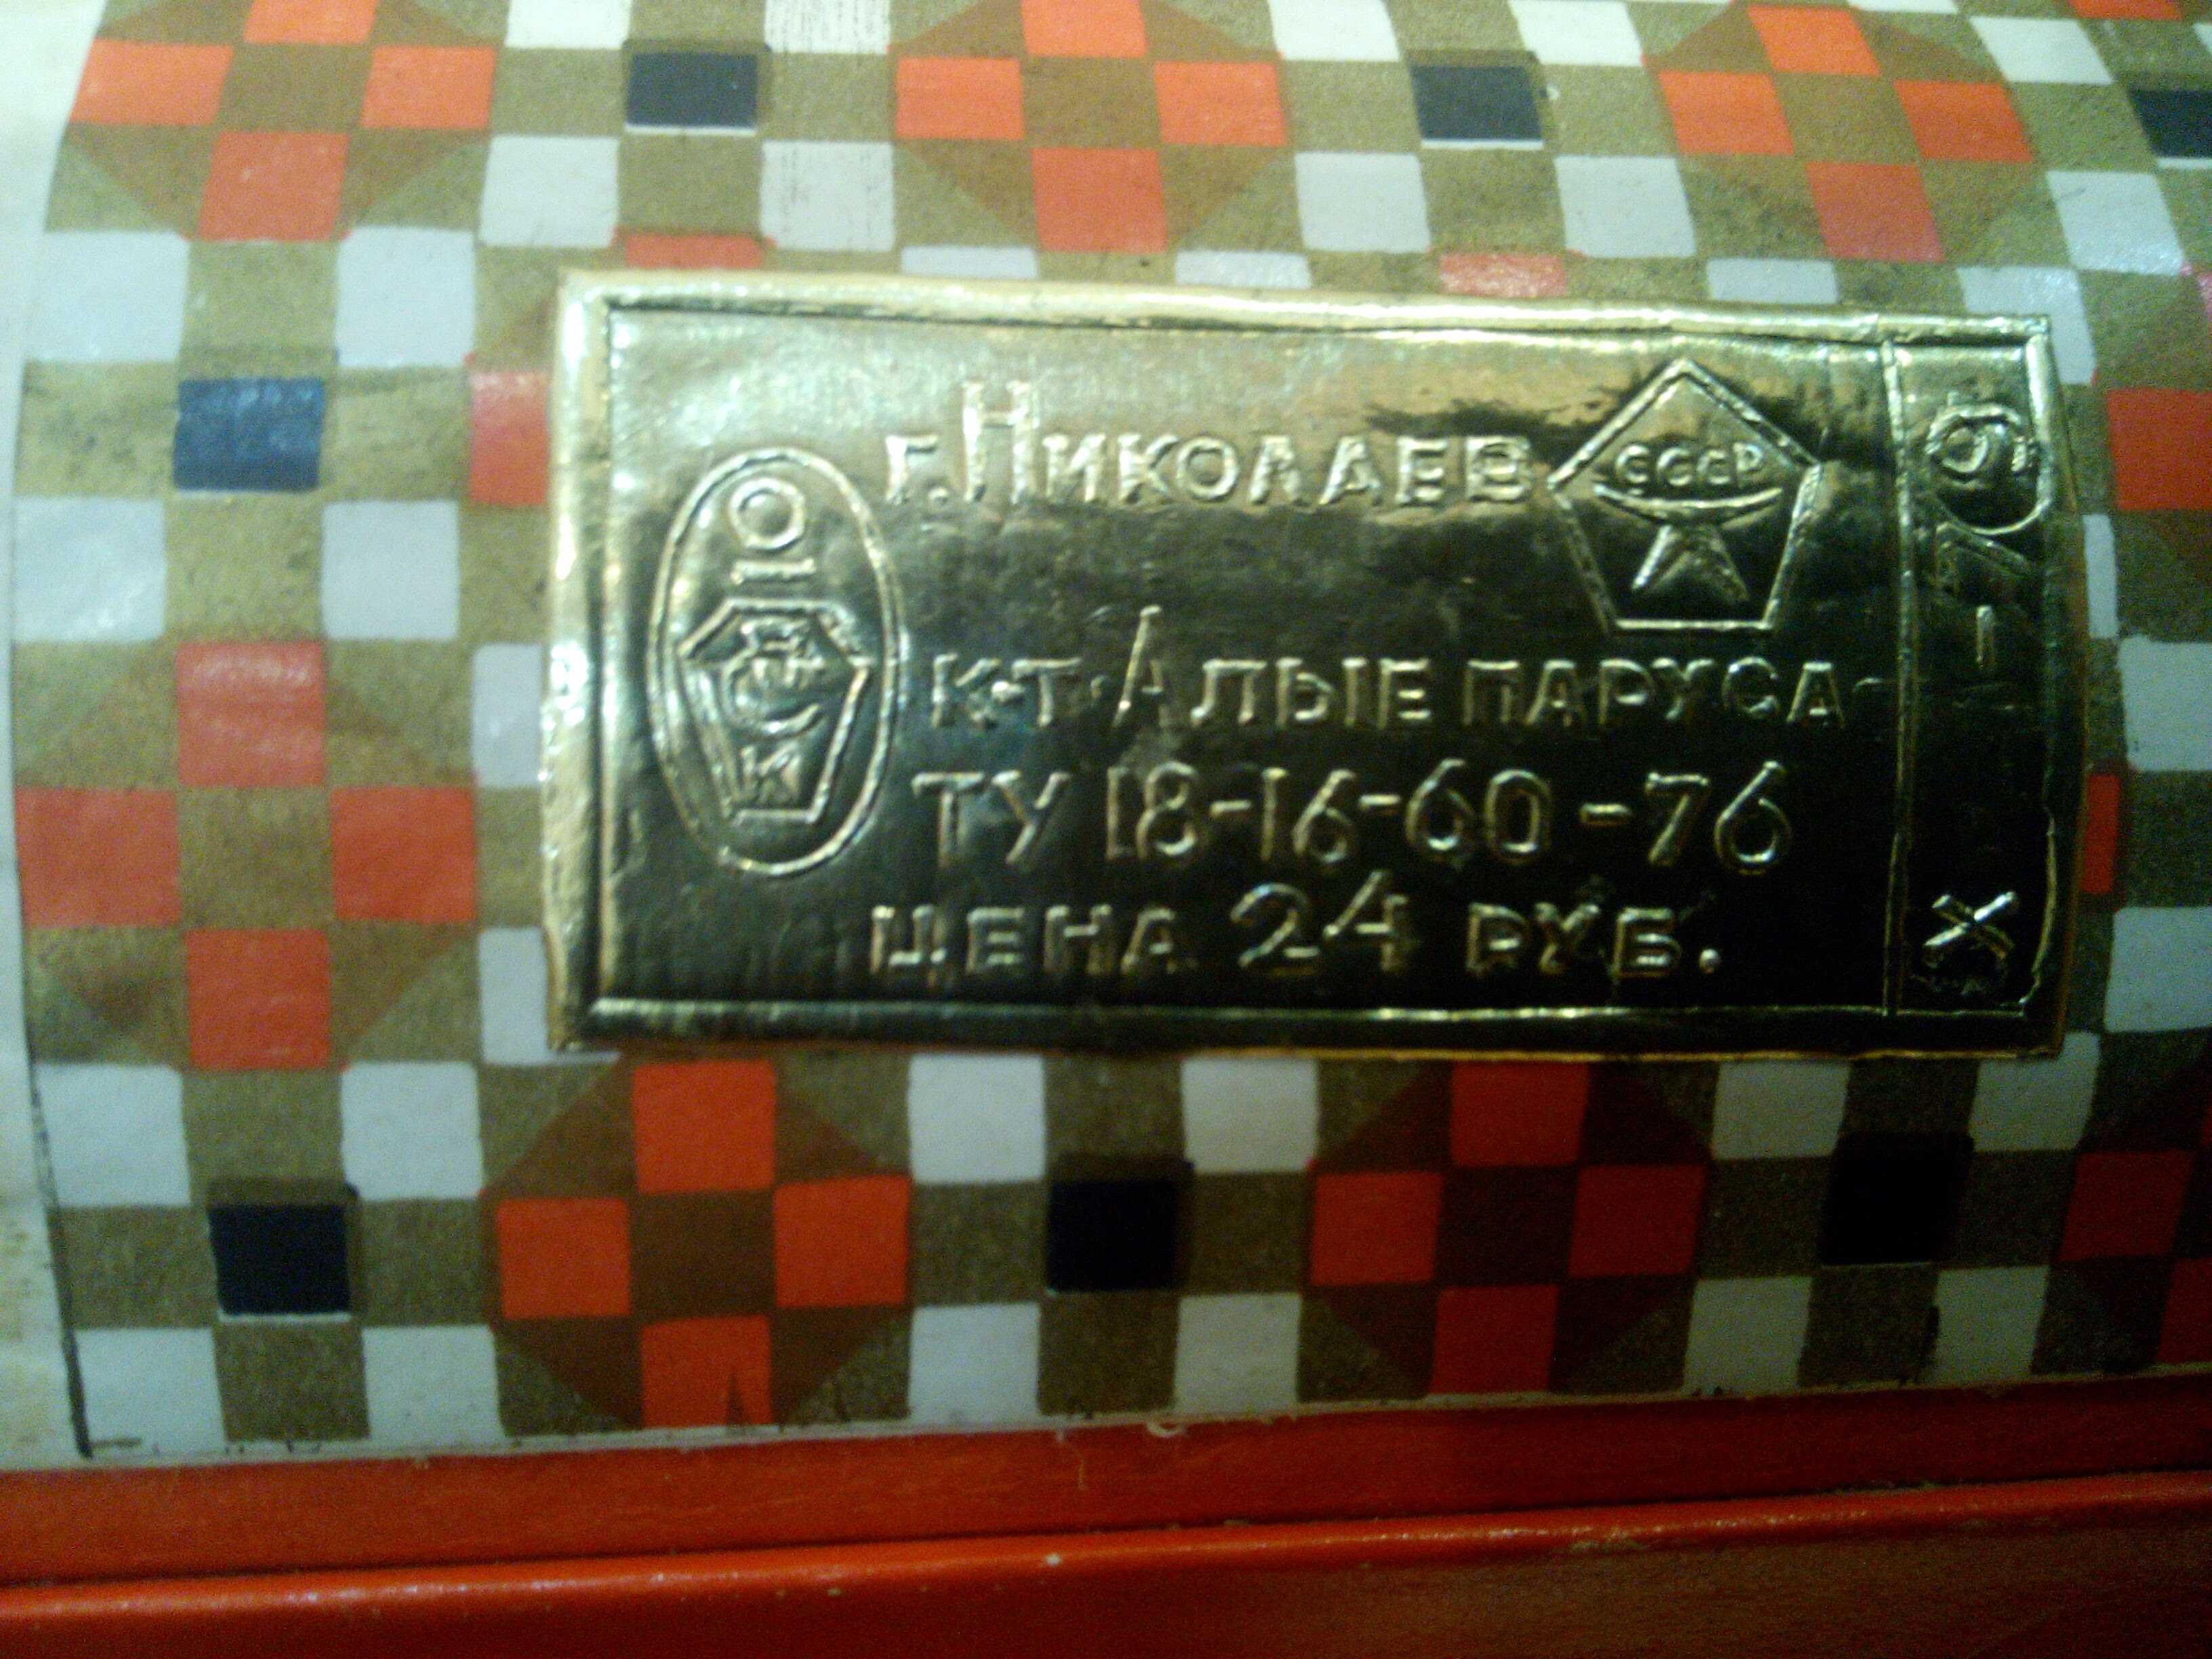 г. Николаев
СССР
К-Т Алые паруса
ТУ 18-16-60-76
Цена 24 руб.